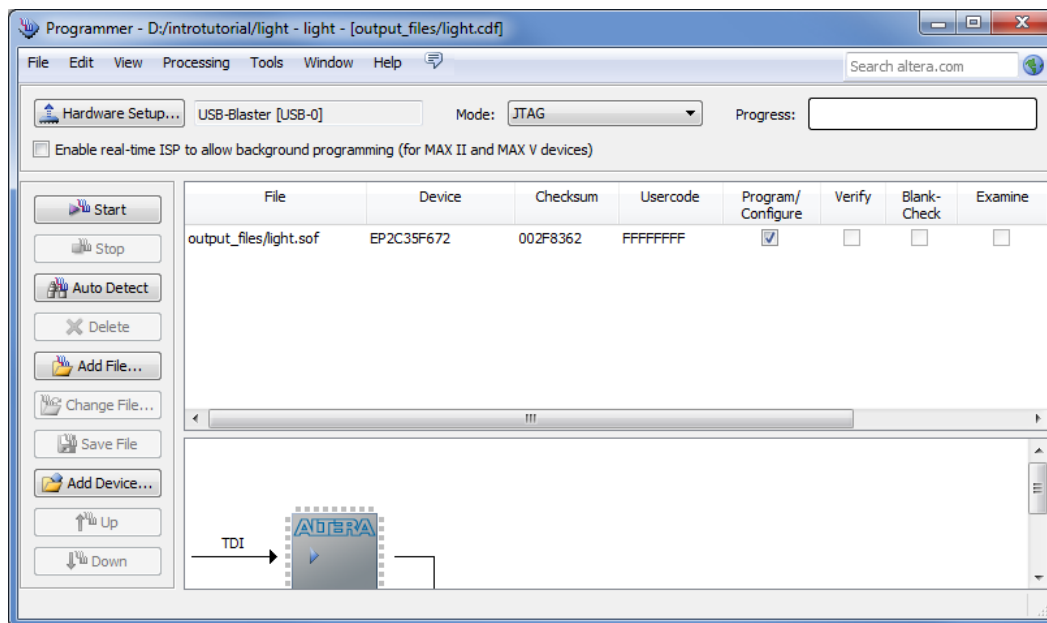 Programmer - D:/introtutorial/light - light - [output_files/light.cdf]
File Edit View Processing Tools Window Help
Search altera.com
Hardware Setup... USB-Blaster [USB-0] Mode: JTAG Progress:
Enable real-time ISP to allow background programming (for MAX II and MAX V devices)
Start
Stop
Auto Detect
Delete
Add File...
Change File...
Save File
Add Device...
Up
Down
File Device Checksum Usercode Program/ Configure Verify Blank- Check Examine
output_files/light.sof EP2C35F672 002F8362 FFFFFFFF
TDI
ALTERA